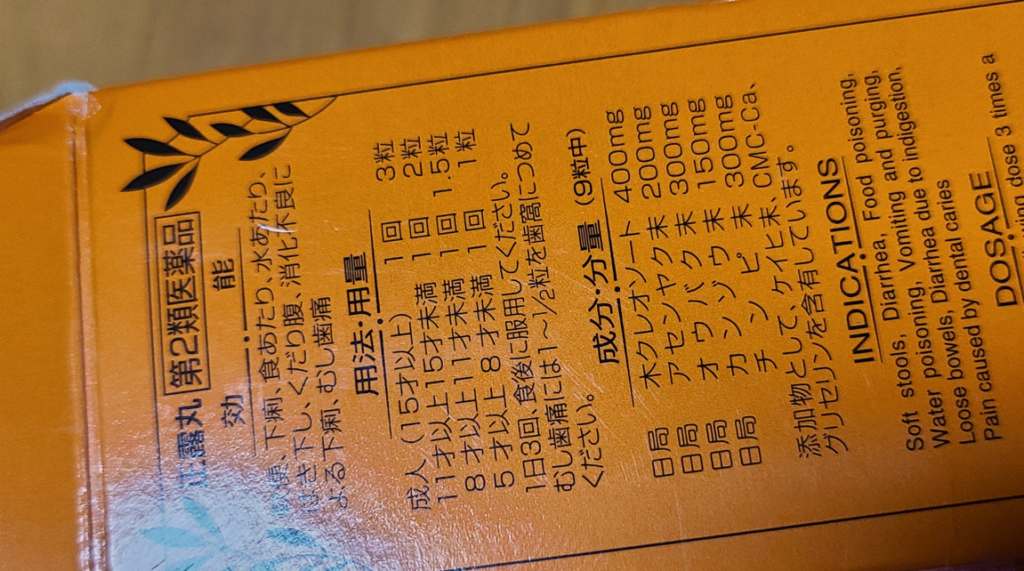 正露丸 第2類医薬品
効能
軟便、下痢、食あたり、水あたり、
はき下し、くだり腹、消化不良に
よる下痢、むし歯痛
用法・用量
成人(15才以上) 1回 3粒
11才以上15才未満 1回 2粒
8才以上11才未満 1回 1.5粒
5才以上8才未満 1回 1粒
1日3回、食後に服用してください。
むし歯痛には1〜½粒を歯窩につめて
ください。
成分・分量(9粒中)
日局 木クレオソート 400mg
日局 アセンヤク末 200mg
日局 オウバク末 300mg
日局 カンゾウ末 150mg
チンピ末 300mg
添加物として、ケイヒ末、CMC-Ca、
グリセリンを含有しています。
INDICATIONS
Soft stools, Diarrhea, Food poisoning,
Water poisoning, Vomiting and purging,
Loose bowels, Diarrhea due to indigestion,
Pain caused by dental caries
DOSAGE
dose 3 times a